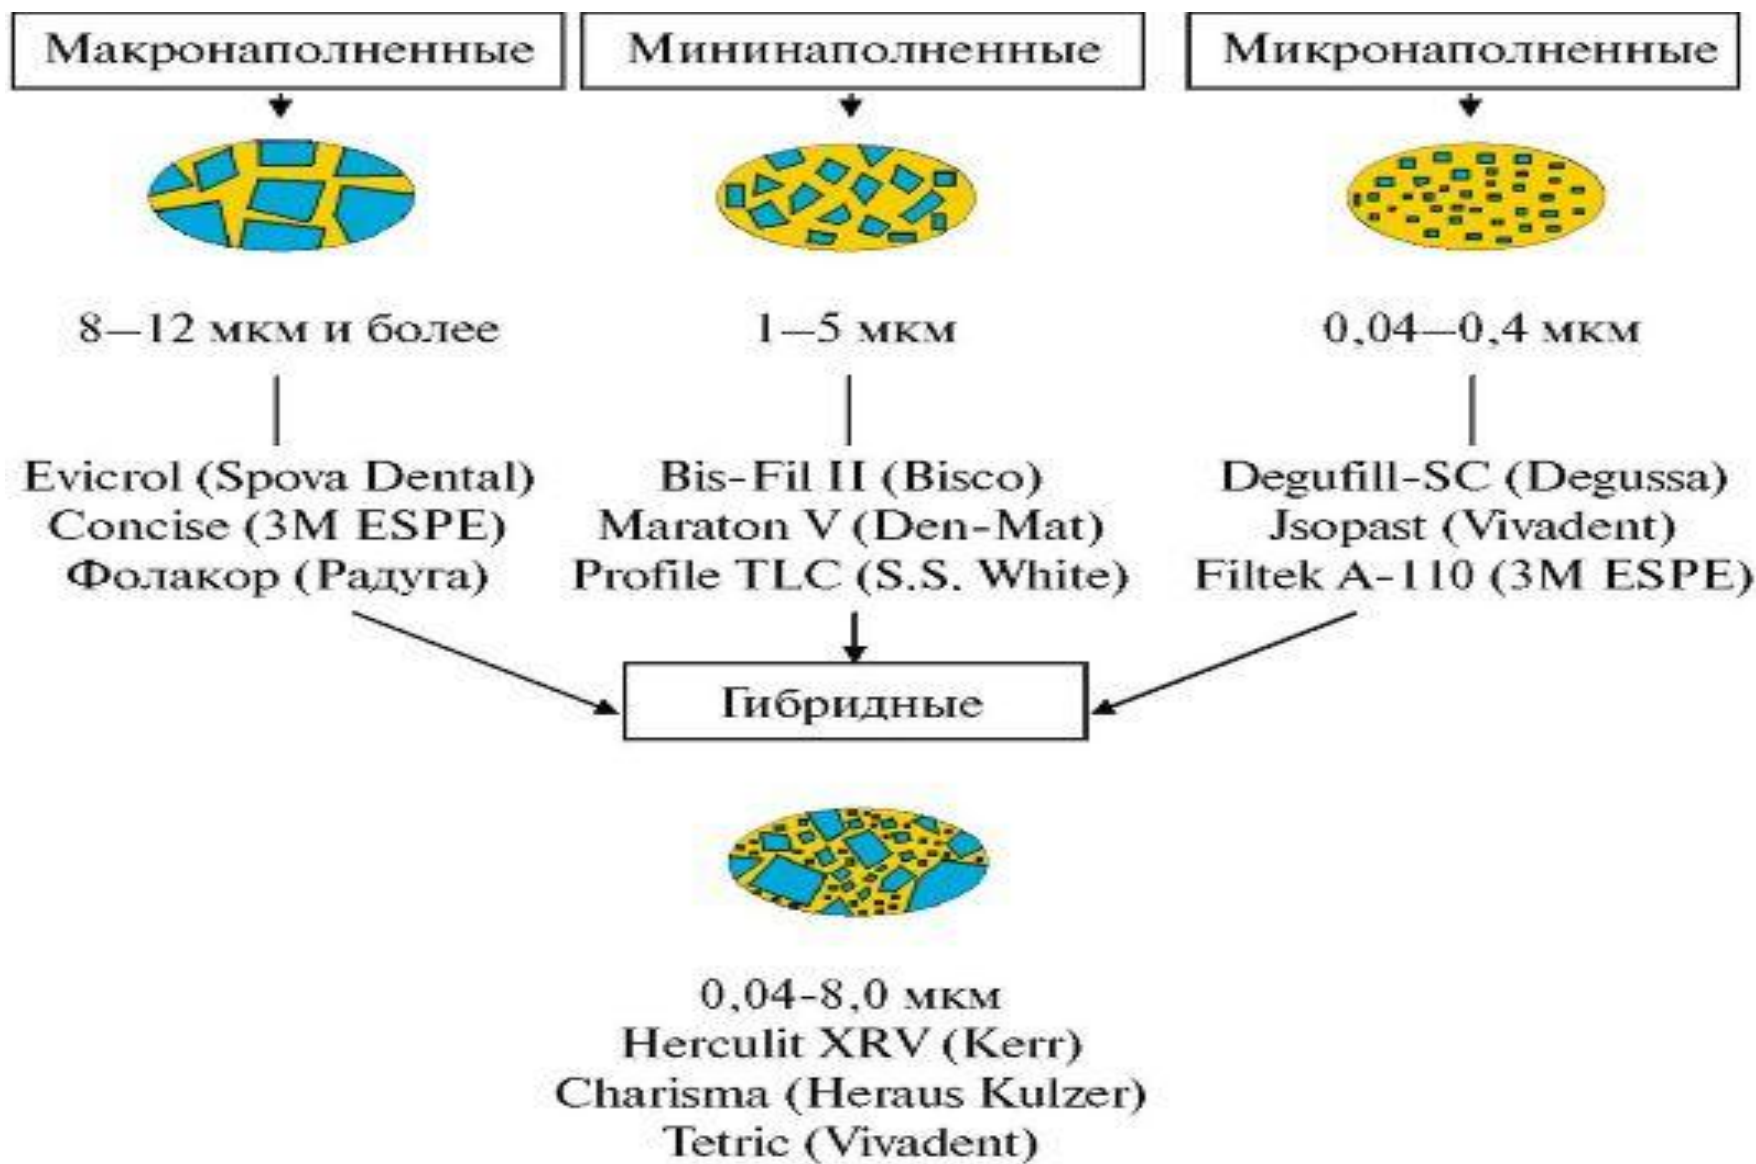 Макронаполненные
Мининаполненные
Микронаполненные
8–12 мкм и более
1–5 мкм
0,04–0,4 мкм
Evicrol (Spova Dental)
Concise (3M ESPE)
Фолакор (Радуга)
Bis-Fil II (Bisco)
Maraton V (Den-Mat)
Profile TLC (S.S. White)
Degufill-SC (Degussa)
Jsopast (Vivadent)
Filtek A-110 (3M ESPE)
Гибридные
0,04-8,0 мкм
Herculit XRV (Kerr)
Charisma (Heraus Kulzer)
Tetric (Vivadent)